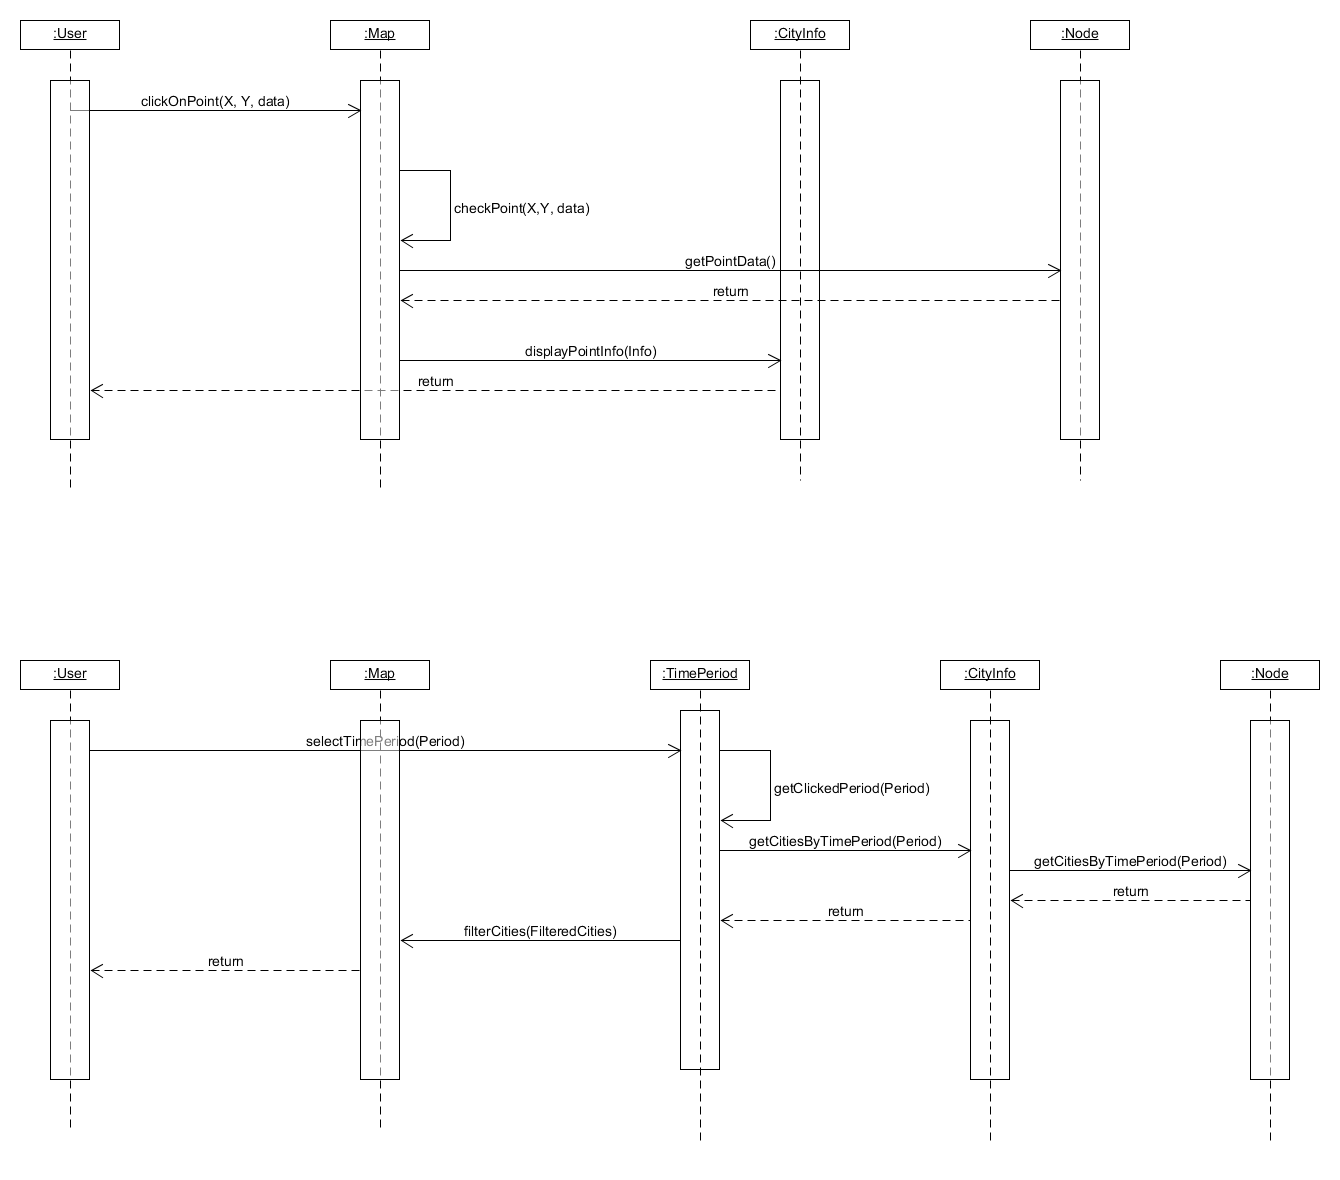 :User
:Map
:CityInfo
:Node
clickOnPoint(X, Y, data)
checkPoint(X,Y, data)
getPointData()
return
displayPointInfo(Info)
return
:User
:Map
:TimePeriod
:CityInfo
:Node
selectTimePeriod(Period)
getClickedPeriod(Period)
getCitiesByTimePeriod(Period)
getCitiesByTimePeriod(Period)
return
return
filterCities(FilteredCities)
return